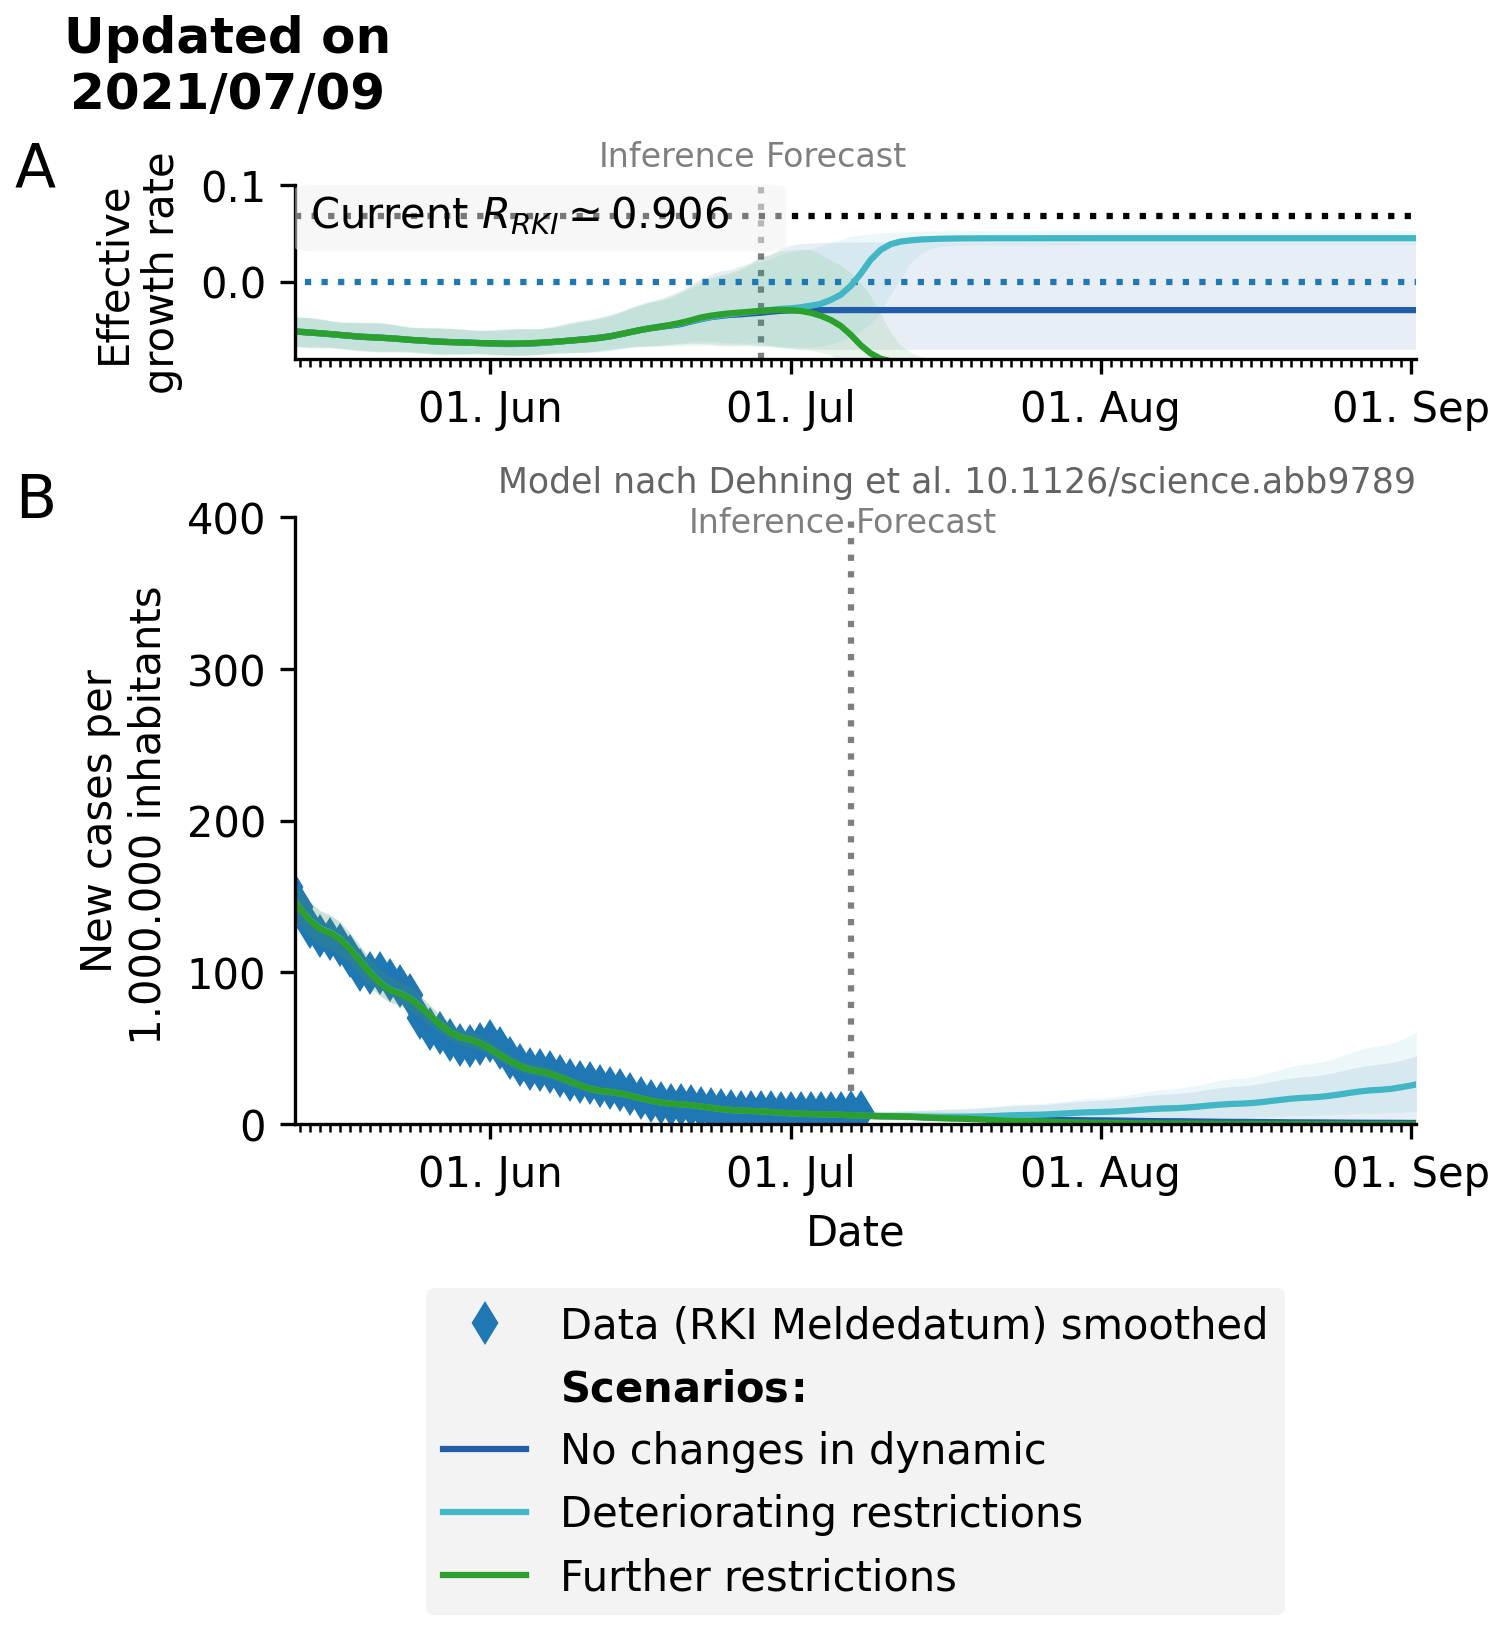 Updated on
2021/07/09
A
Inference Forecast
Effective
growth rate
0.1
0.0
Current R_RKI ≃ 0.906
01. Jun
01. Jul
01. Aug
01. Sep
B
Model nach Dehning et al. 10.1126/science.abb9789
Inference Forecast
New cases per
1.000.000 inhabitants
400
300
200
100
0
01. Jun
01. Jul
01. Aug
01. Sep
Date
Data (RKI Meldedatum) smoothed
Scenarios:
No changes in dynamic
Deteriorating restrictions
Further restrictions